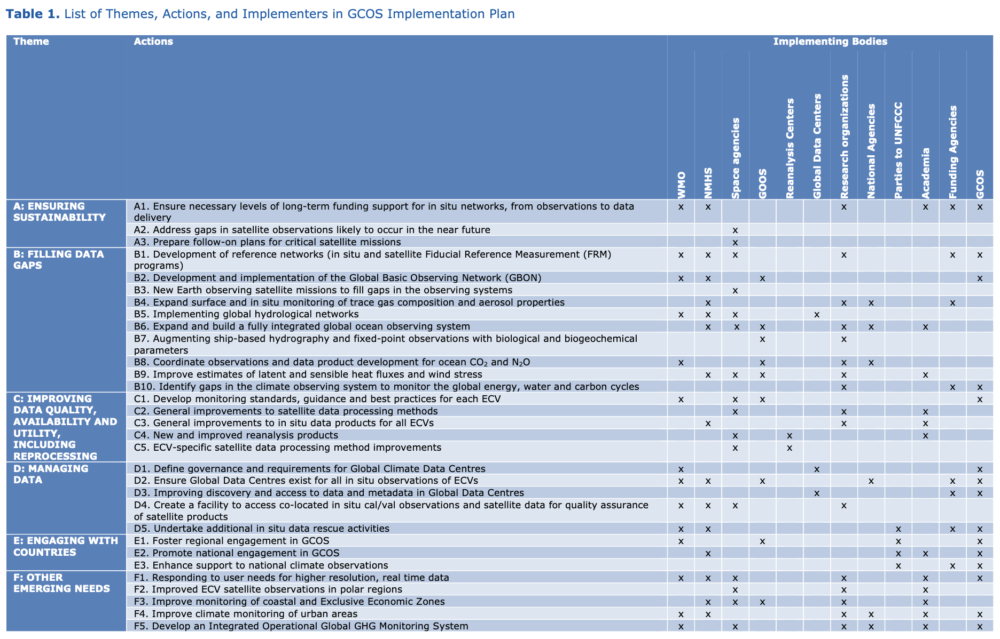 Table 1. List of Themes, Actions, and Implementers in GCOS Implementation Plan
Theme Actions Implementing Bodies
WMO NMHS Space agencies GOOS Reanalysis Centers Global Data Centers Research organizations National Agencies Parties to UNFCCC Academia Funding Agencies GCOS
A: ENSURING
SUSTAINABILITY
A1. Ensure necessary levels of long-term funding support for in situ networks, from observations to data x x x x x x
delivery
A2. Address gaps in satellite observations likely to occur in the near future x
A3. Prepare follow-on plans for critical satellite missions x
B: FILLING DATA
GAPS
B1. Development of reference networks (in situ and satellite Fiducial Reference Measurement (FRM) x x x x x x
programs)
B2. Development and implementation of the Global Basic Observing Network (GBON) x x x x
B3. New Earth observing satellite missions to fill gaps in the observing systems x
B4. Expand surface and in situ monitoring of trace gas composition and aerosol properties x x x x
B5. Implementing global hydrological networks x x x x
B6. Expand and build a fully integrated global ocean observing system x x x x x x
B7. Augmenting ship-based hydrography and fixed-point observations with biological and biogeochemical x x
parameters
B8. Coordinate observations and data product development for ocean CO₂ and N₂O x x x x
B9. Improve estimates of latent and sensible heat fluxes and wind stress x x x x x
B10. Identify gaps in the climate observing system to monitor the global energy, water and carbon cycles x x x
C: IMPROVING
DATA QUALITY,
AVAILABILITY AND
UTILITY,
INCLUDING
REPROCESSING
C1. Develop monitoring standards, guidance and best practices for each ECV x x x x
C2. General improvements to satellite data processing methods x x x
C3. General improvements to in situ data products for all ECVs x x x
C4. New and improved reanalysis products x x x
C5. ECV-specific satellite data processing method improvements x x
D: MANAGING
DATA
D1. Define governance and requirements for Global Climate Data Centres x x x
D2. Ensure Global Data Centres exist for all in situ observations of ECVs x x x x x x
D3. Improving discovery and access to data and metadata in Global Data Centres x x x
D4. Create a facility to access co-located in situ cal/val observations and satellite data for quality assurance x x x x
of satellite products
D5. Undertake additional in situ data rescue activities x x x x x
E: ENGAGING WITH
COUNTRIES
E1. Foster regional engagement in GCOS x x x x
E2. Promote national engagement in GCOS x x x x
E3. Enhance support to national climate observations x x x
F: OTHER
EMERGING NEEDS
F1. Responding to user needs for higher resolution, real time data x x x x x x
F2. Improved ECV satellite observations in polar regions x x x
F3. Improve monitoring of coastal and Exclusive Economic Zones x x x x x
F4. Improve climate monitoring of urban areas x x x x x x
F5. Develop an Integrated Operational Global GHG Monitoring System x x x x x x